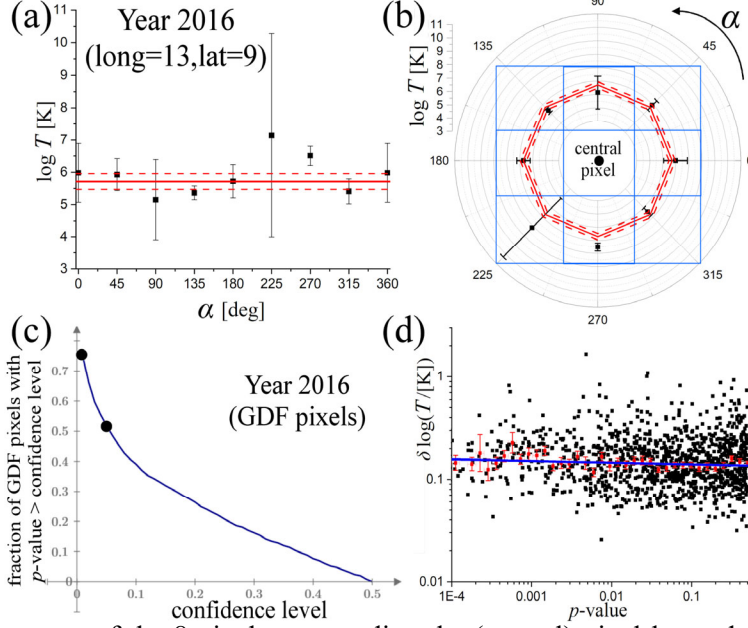 (a)
Year 2016
(long=13,lat=9)
log T [K]
11
10
9
8
7
6
5
4
3
0 45 90 135 180 225 270 315 360
α [deg]
(b)
90
α
135
45
log T [K]
11
10
9
8
7
6
5
4
3
180
central
pixel
0
225
315
270
(c)
Year 2016
(GDF pixels)
fraction of GDF pixels with
p-value > confidence level
0.7
0.6
0.5
0.4
0.3
0.2
0.1
0
0 0.1 0.2 0.3 0.4 0.5
confidence level
(d)
δ log(T/[K])
1
0.1
0.01
1E-4 0.001 0.01 0.1
p-value